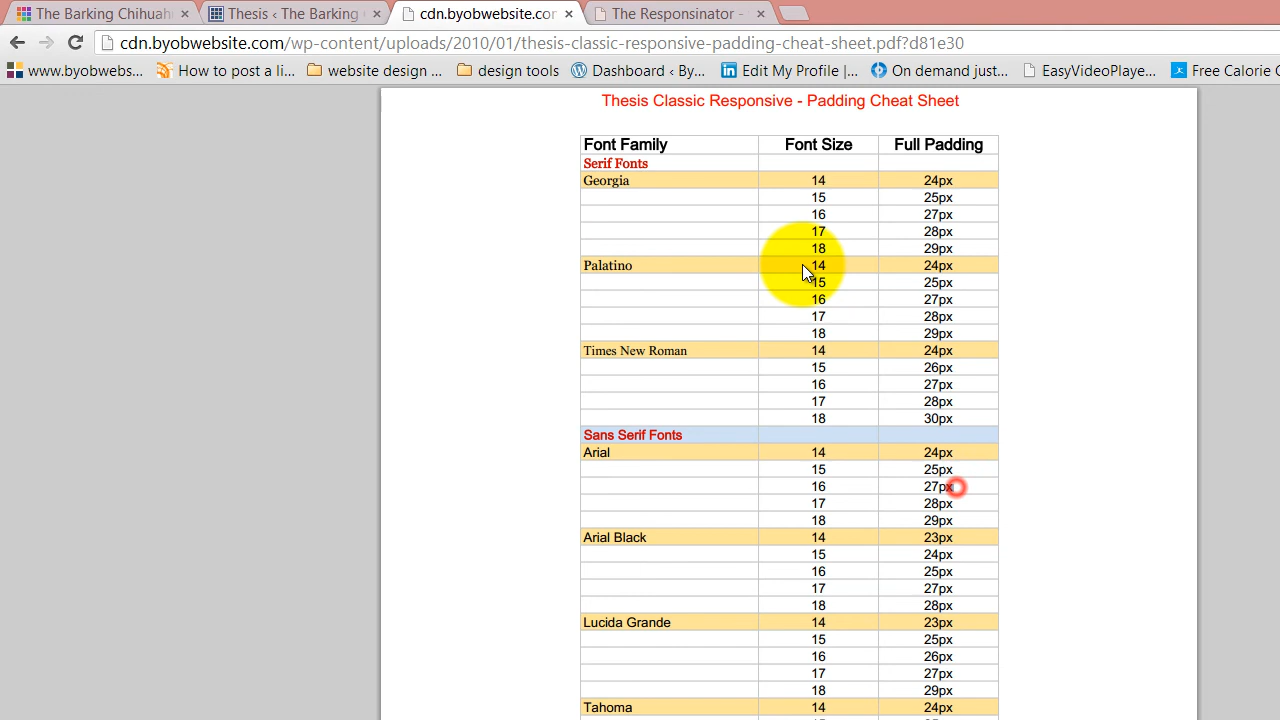 The Barking Chihuah
Thesis ‹ The Barking
cdn.byobwebsite.cor
The Responsinator -
cdn.byobwebsite.com/wp-content/uploads/2010/01/thesis-classic-responsive-padding-cheat-sheet.pdf?d81e30
www.byobwebs... How to post a li... website design ... design tools Dashboard ‹ By... Edit My Profile |... On demand just... EasyVideoPlaye... Free Calorie C
Thesis Classic Responsive - Padding Cheat Sheet
Font Family Font Size Full Padding
Serif Fonts
Georgia 14 24px
15 25px
16 27px
17 28px
18 29px
Palatino 14 24px
15 25px
16 27px
17 28px
18 29px
Times New Roman 14 24px
15 26px
16 27px
17 28px
18 30px
Sans Serif Fonts
Arial 14 24px
15 25px
16 27px
17 28px
18 29px
Arial Black 14 23px
15 24px
16 25px
17 27px
18 28px
Lucida Grande 14 23px
15 25px
16 26px
17 27px
18 29px
Tahoma 14 24px